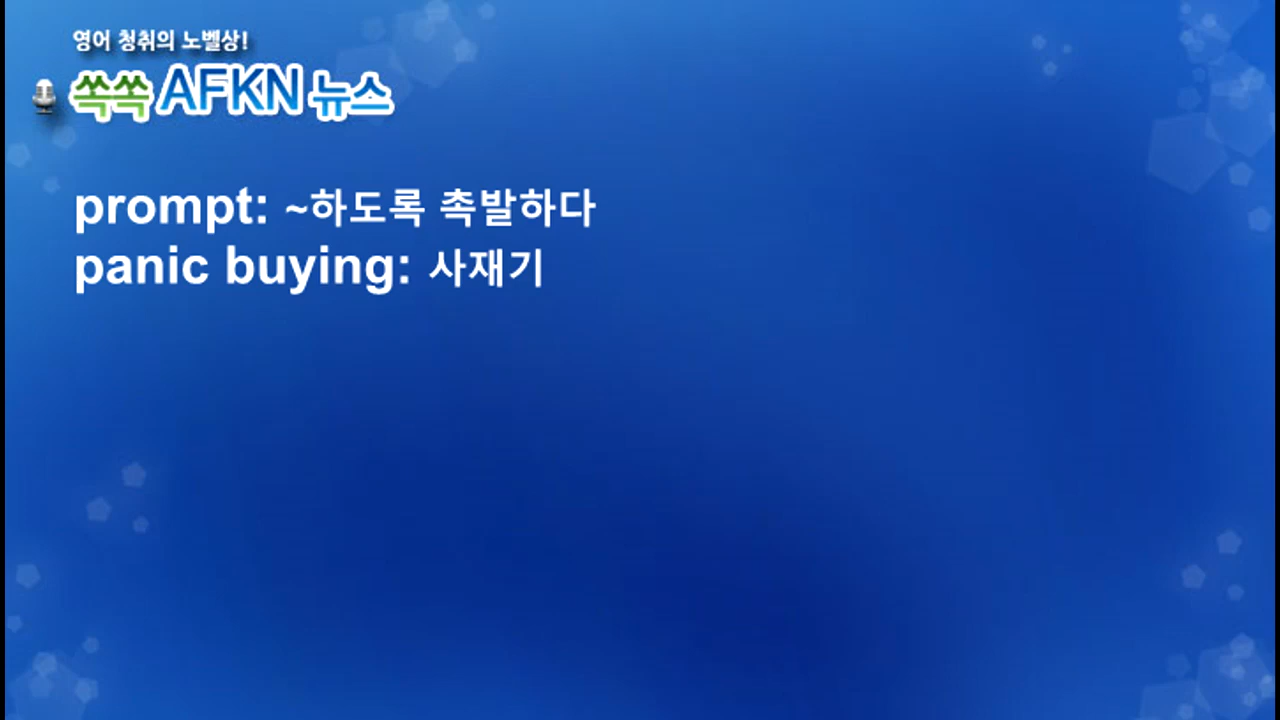 영어 청취의 노벨상!
쏙쏙 AFKN 뉴스
prompt: ~하도록 촉발하다
panic buying: 사재기